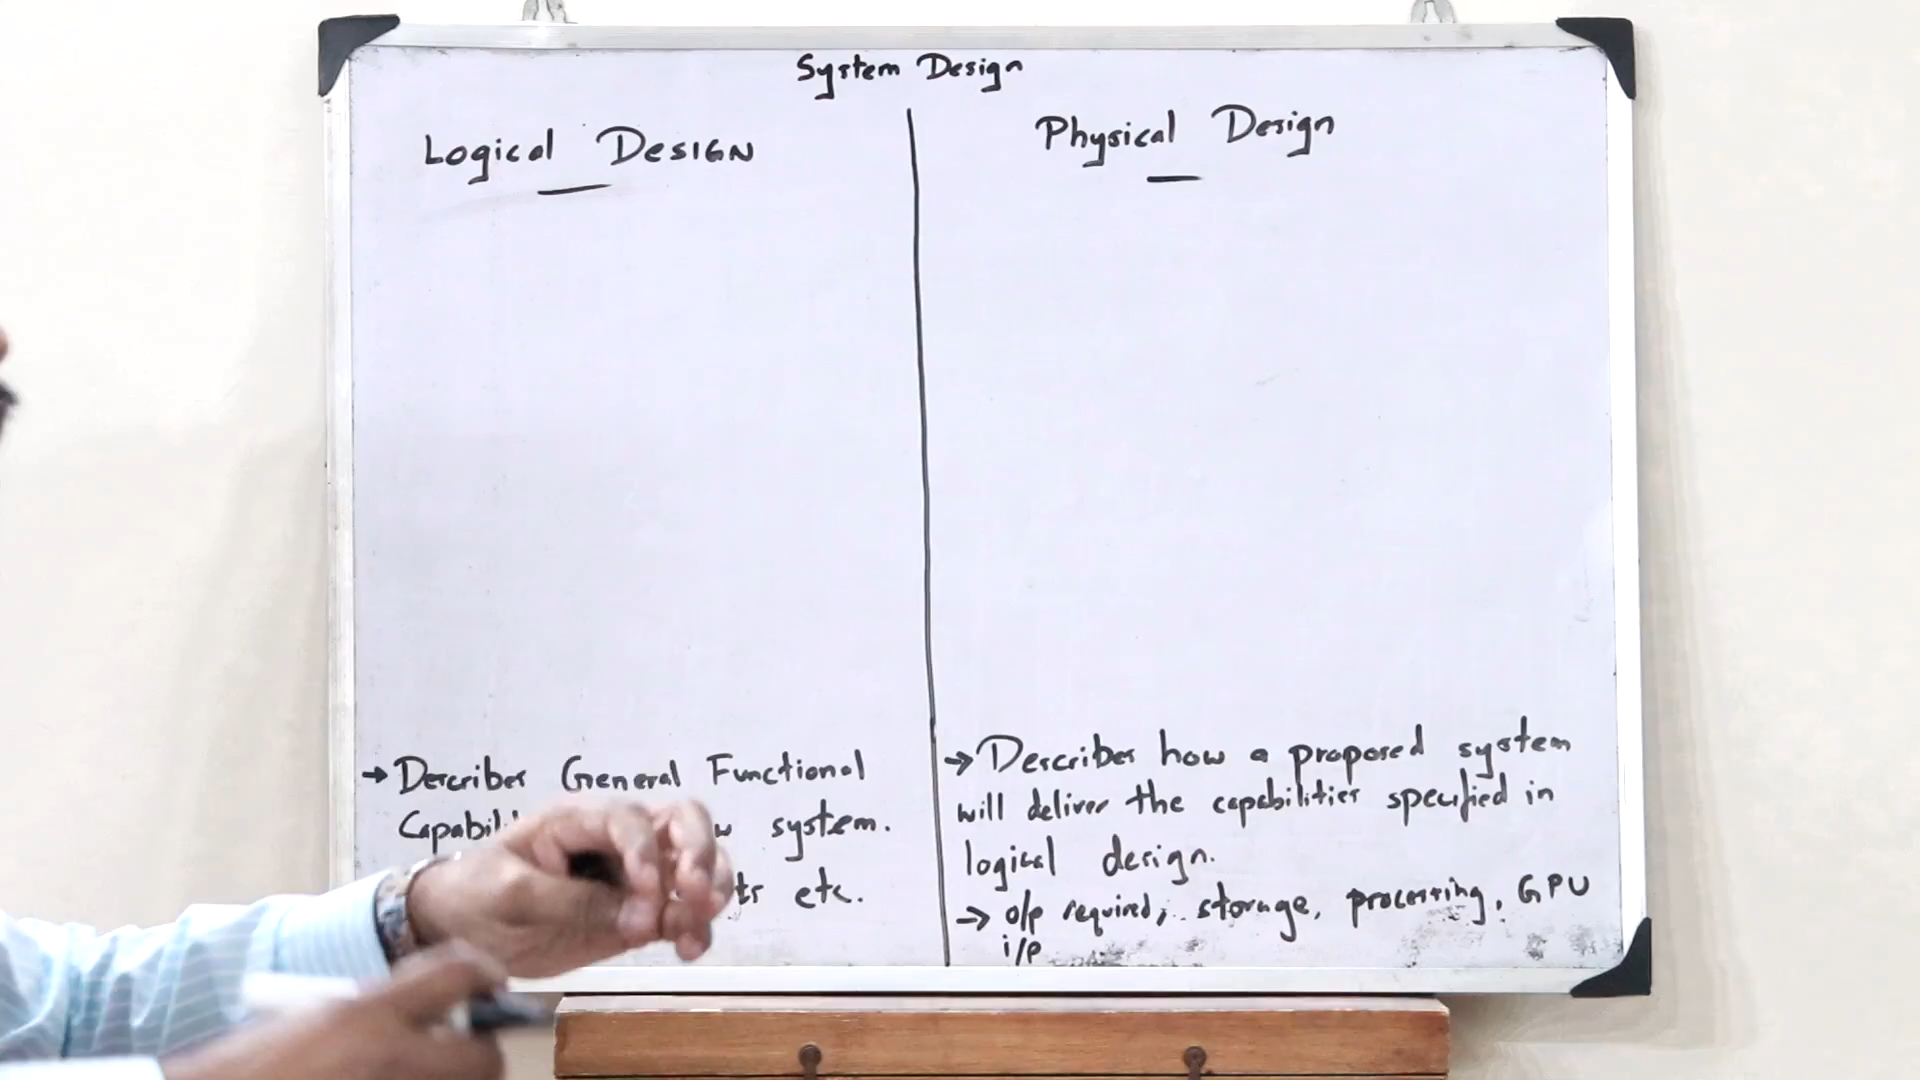 System Design
Logical DESIGN
→ Describes General Functional
system.
etc.
Physical Design
→ Describes how a proposed system
will deliver the capabilities specified in
logical design.
→ o/p required, storage, processing, GPU
i/p